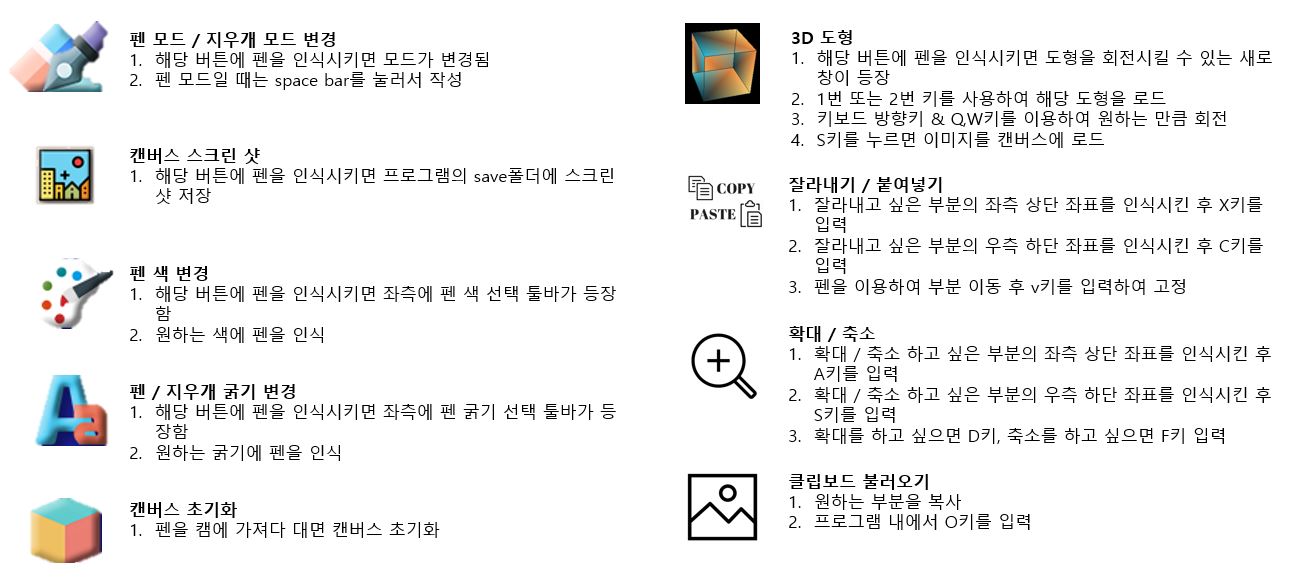 펜 모드 / 지우개 모드 변경
1. 해당 버튼에 펜을 인식시키면 모드가 변경됨
2. 펜 모드일 때는 space bar를 눌러서 작성
캔버스 스크린 샷
1. 해당 버튼에 펜을 인식시키면 프로그램의 save폴더에 스크린
샷 저장
펜 색 변경
1. 해당 버튼에 펜을 인식시키면 좌측에 펜 색 선택 툴바가 등장
함
2. 원하는 색에 펜을 인식
펜 / 지우개 굵기 변경
1. 해당 버튼에 펜을 인식시키면 좌측에 펜 굵기 선택 툴바가 등
장함
2. 원하는 굵기에 펜을 인식
캔버스 초기화
1. 펜을 캠에 가져다 대면 캔버스 초기화
3D 도형
1. 해당 버튼에 펜을 인식시키면 도형을 회전시킬 수 있는 새로
창이 등장
2. 1번 또는 2번 키를 사용하여 해당 도형을 로드
3. 키보드 방향키 & Q,W키를 이용하여 원하는 만큼 회전
4. S키를 누르면 이미지를 캔버스에 로드
COPY
PASTE
잘라내기 / 붙여넣기
1. 잘라내고 싶은 부분의 좌측 상단 좌표를 인식시킨 후 X키를
입력
2. 잘라내고 싶은 부분의 우측 하단 좌표를 인식시킨 후 C키를
입력
3. 펜을 이용하여 부분 이동 후 v키를 입력하여 고정
확대 / 축소
1. 확대 / 축소 하고 싶은 부분의 좌측 상단 좌표를 인식시킨 후
A키를 입력
2. 확대 / 축소 하고 싶은 부분의 우측 하단 좌표를 인식시킨 후
S키를 입력
3. 확대를 하고 싶으면 D키, 축소를 하고 싶으면 F키 입력
클립보드 불러오기
1. 원하는 부분을 복사
2. 프로그램 내에서 O키를 입력